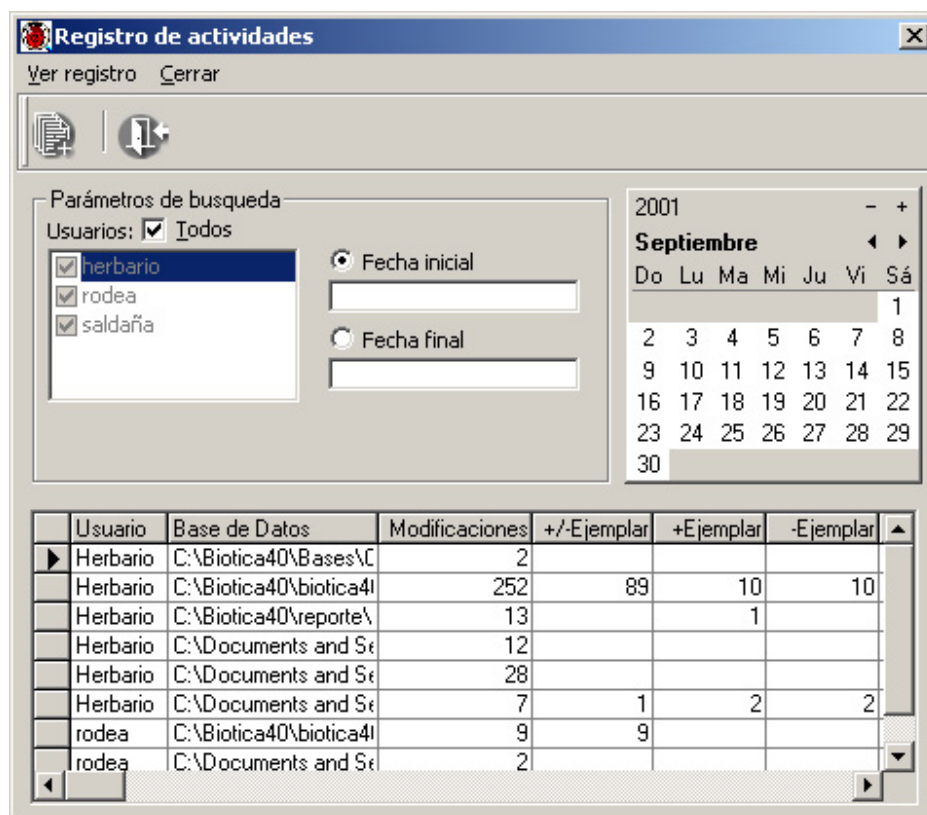 Registro de actividades
Ver registro Cerrar
Parámetros de busqueda
Usuarios: Todos
herbario
rodea
saldaña
Fecha inicial
Fecha final
2001 - +
Septiembre
Do Lu Ma Mi Ju Vi Sá
1
2 3 4 5 6 7 8
9 10 11 12 13 14 15
16 17 18 19 20 21 22
23 24 25 26 27 28 29
30
Usuario Base de Datos Modificaciones +/-Ejemplar +Ejemplar -Ejemplar
Herbario C:\Biotica40\Bases\ 2
Herbario C:\Biotica40\biotica4 252 89 10 10
Herbario C:\Biotica40\reporte\ 13 1
Herbario C:\Documents and Se 12
Herbario C:\Documents and Se 28
Herbario C:\Documents and Se 7 1 2 2
rodea C:\Biotica40\biotica4 9 9
rodea C:\Documents and Se 2